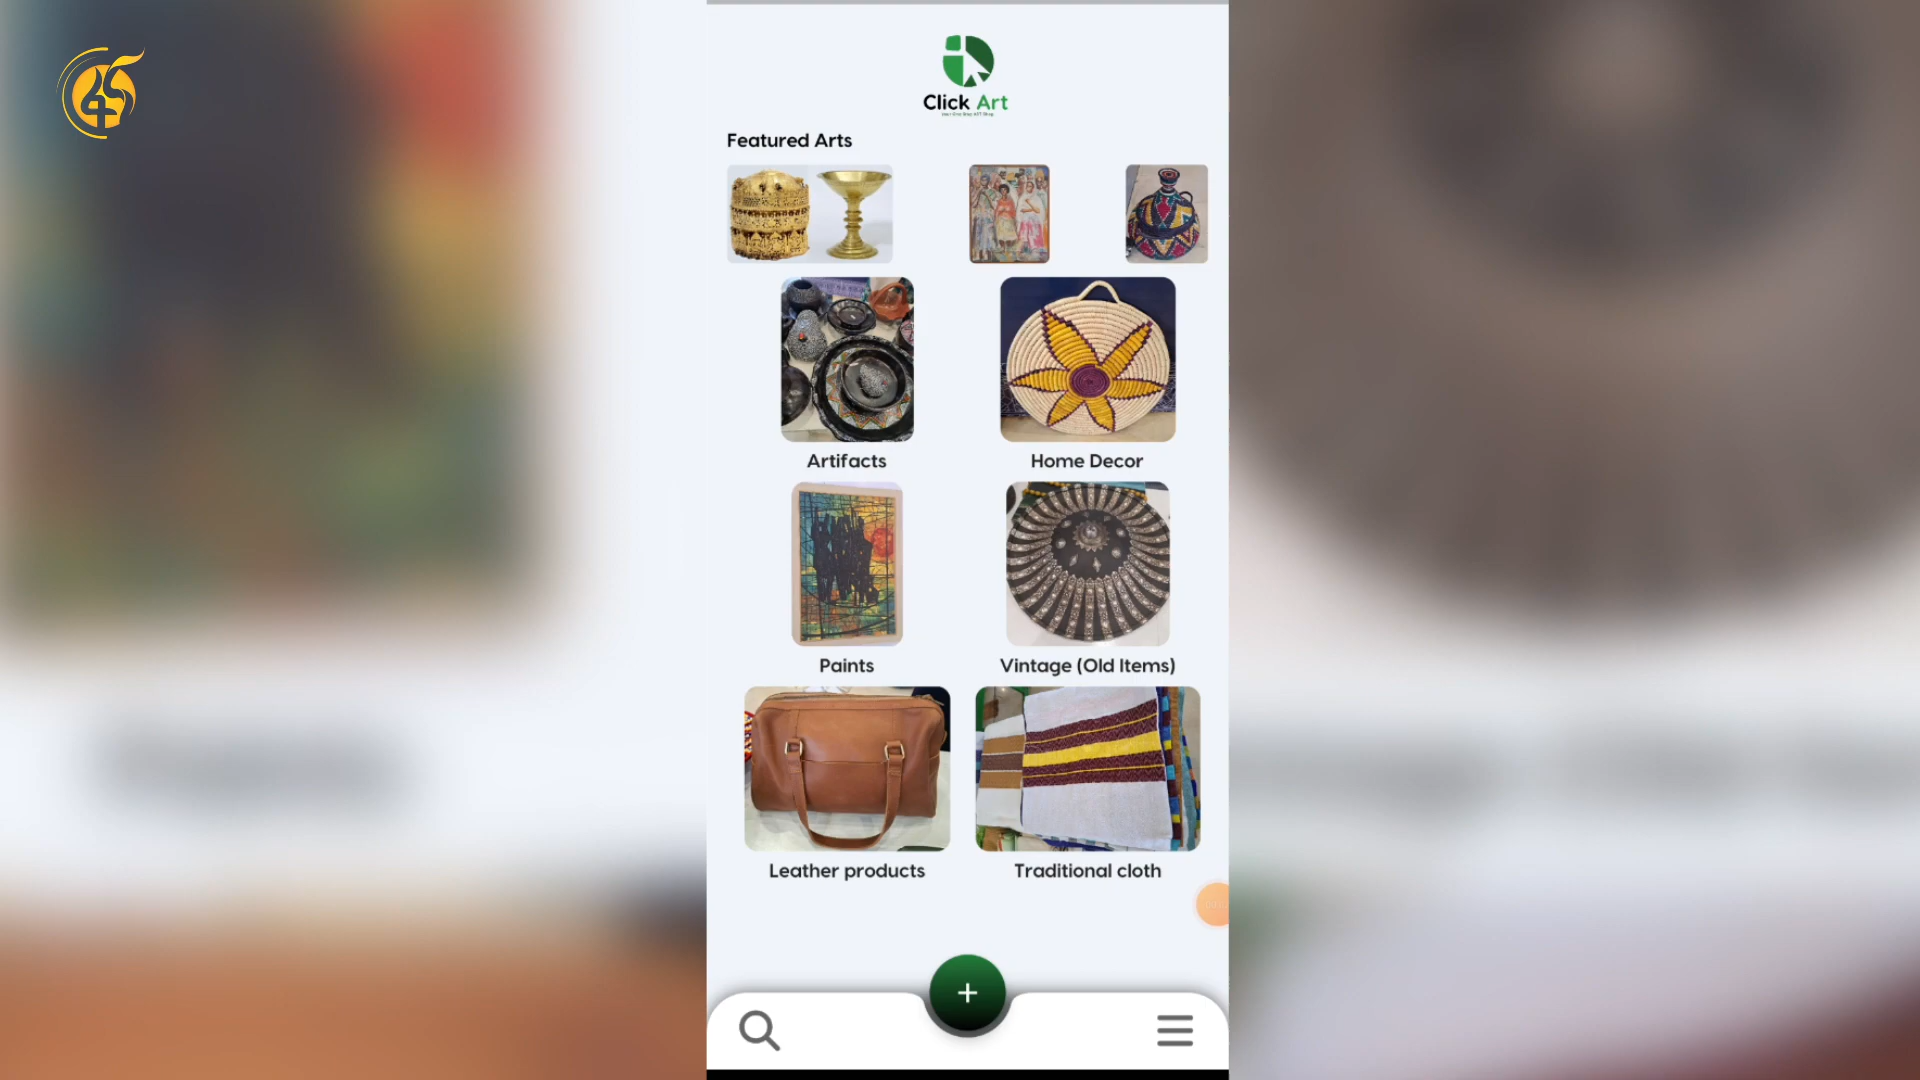 Click Art
Featured Arts
Artifacts
Home Decor
Paints
Vintage (Old Items)
Leather products
Traditional cloth